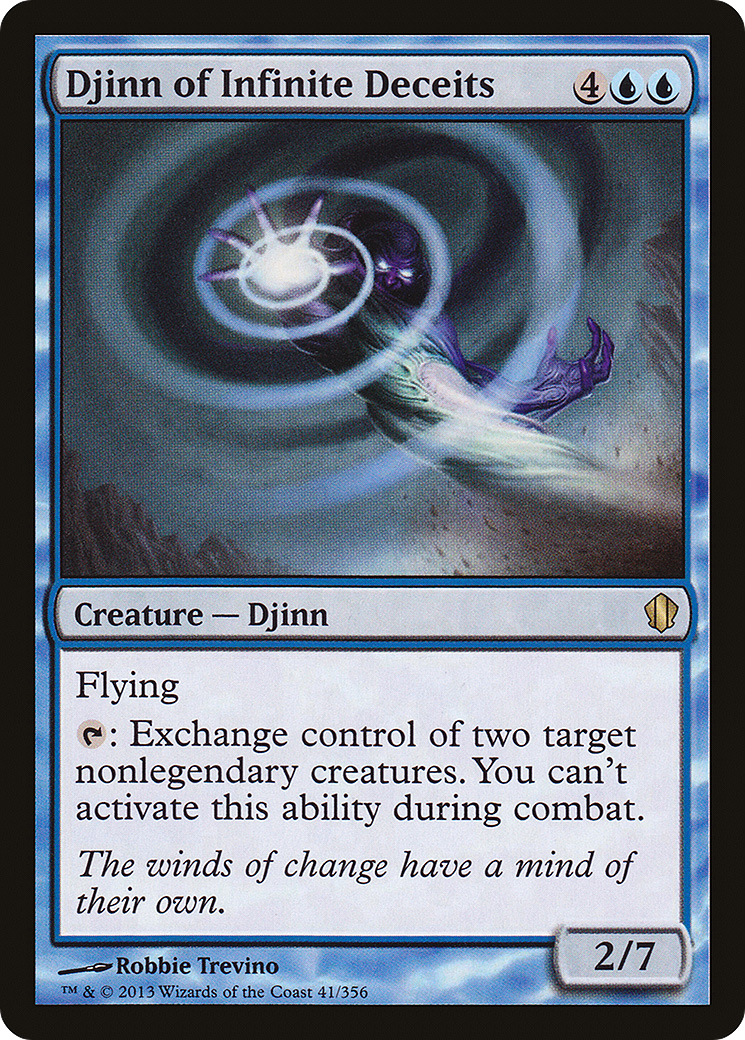 Djinn of Infinite Deceits 4
Creature — Djinn
Flying
: Exchange control of two target
nonlegendary creatures. You can't
activate this ability during combat.
The winds of change have a mind of
their own.
2/7
Robbie Trevino
™ & © 2013 Wizards of the Coast 41/356